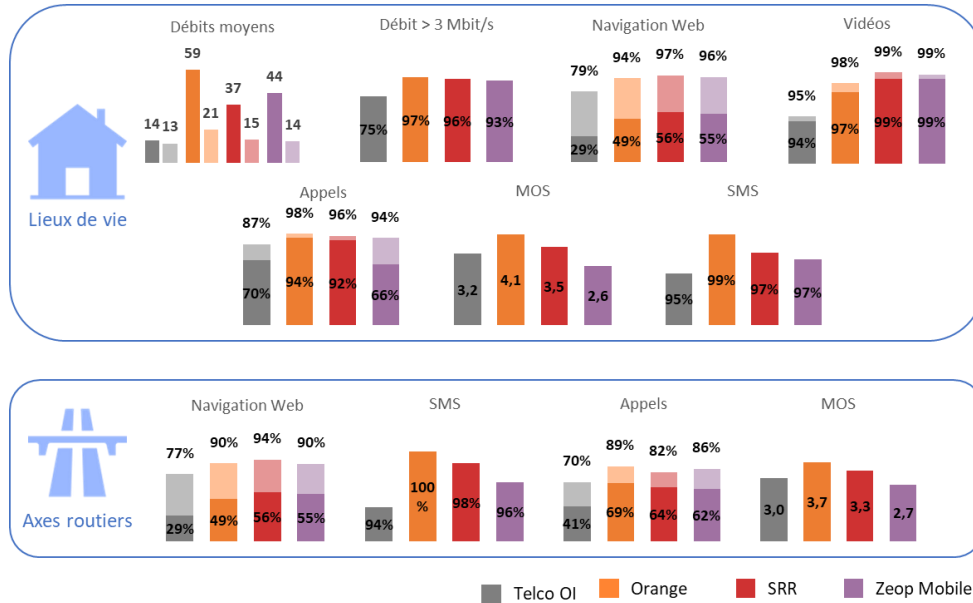 Débits moyens
Débit > 3 Mbit/s
Navigation Web
Vidéos
14 13 59 21 37 15 44 14
75% 97% 96% 93%
79% 94% 97% 96%
29% 49% 56% 55%
95% 98% 99% 99%
94% 97% 99% 99%
Lieux de vie
Appels
MOS
SMS
87% 98% 96% 94%
70% 94% 92% 66%
3,2 4,1 3,5 2,6
95% 99% 97% 97%
Navigation Web
SMS
Appels
MOS
77% 90% 94% 90%
29% 49% 56% 55%
94% 100 % 98% 96%
70% 89% 82% 86%
41% 69% 64% 62%
3,0 3,7 3,3 2,7
Axes routiers
Telco OI Orange SRR Zeop Mobile